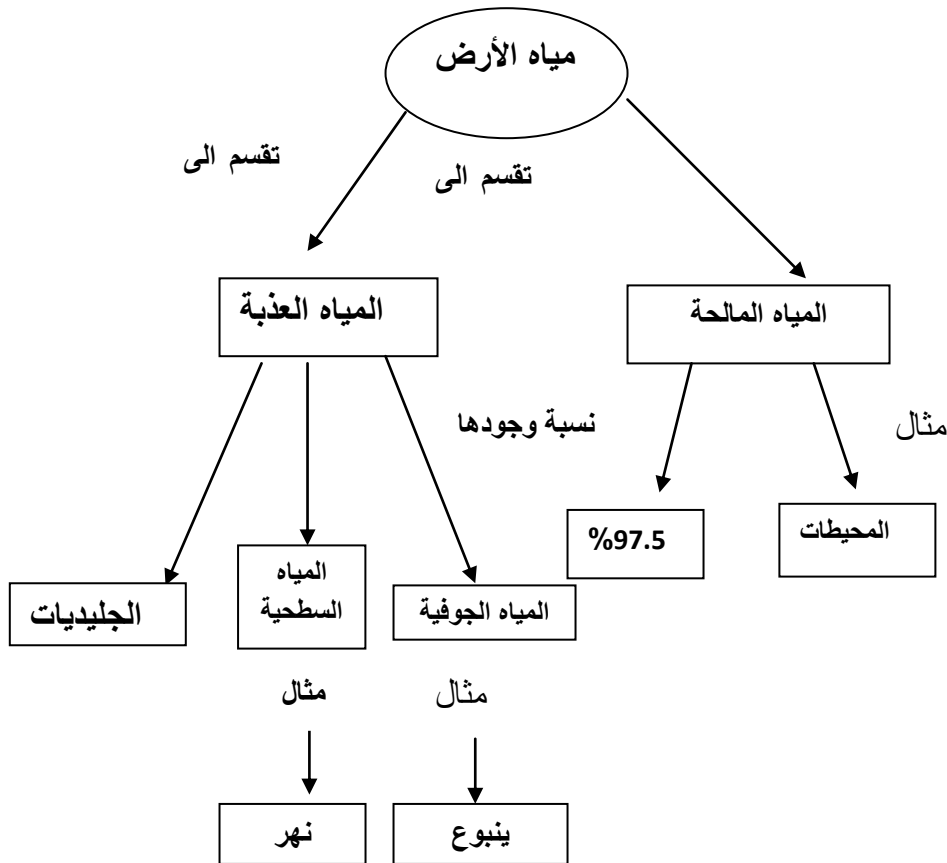 مياه الأرض
تقسم الى
تقسم الى
المياه المالحة
المياه العذبة
مثال
نسبة وجودها
المحيطات
%97.5
المياه الجوفية
المياه
السطحية
الجليديات
مثال
مثال
ينبوع
نهر